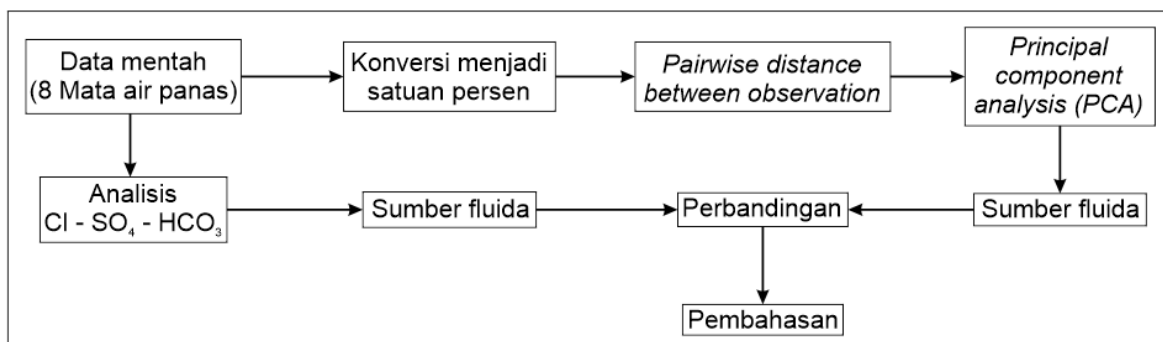 Data mentah
(8 Mata air panas)
Konversi menjadi
satuan persen
Pairwise distance
between observation
Principal
component
analysis (PCA)
Analisis
Cl - SO₄ - HCO₃
Sumber fluida
Perbandingan
Sumber fluida
Pembahasan